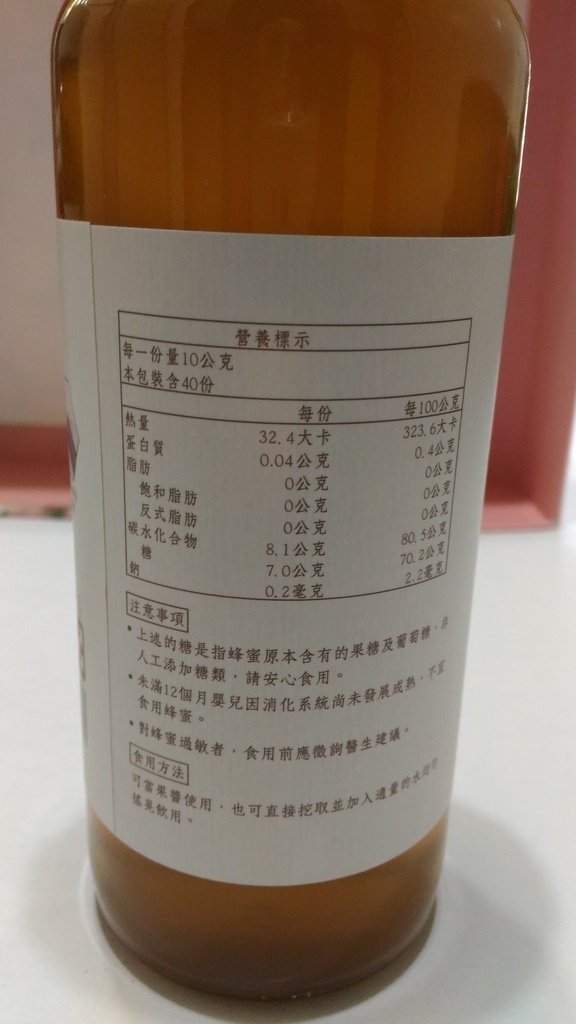 營養標示
每一份量10公克
本包裝含40份
每份 每100公克
熱量 32.4大卡 323.6大卡
蛋白質 0.04公克 0.4公克
脂肪 0公克 0公克
飽和脂肪 0公克 0公克
反式脂肪 0公克 0公克
碳水化合物 8.1公克 80.5公克
糖 7.0公克 70.2公克
鈉 0.2毫克 2.2毫克
注意事項
•上述的糖是指蜂蜜原本含有的果糖及葡萄糖，非
人工添加糖類，請安心食用。
•未滿12個月嬰兒因消化系統尚未發展成熟，不宜
食用蜂蜜。
•對蜂蜜過敏者，食用前應徵詢醫生建議。
食用方法
可當果醬使用，也可直接挖取並加入適量的水均勻
搖晃飲用。